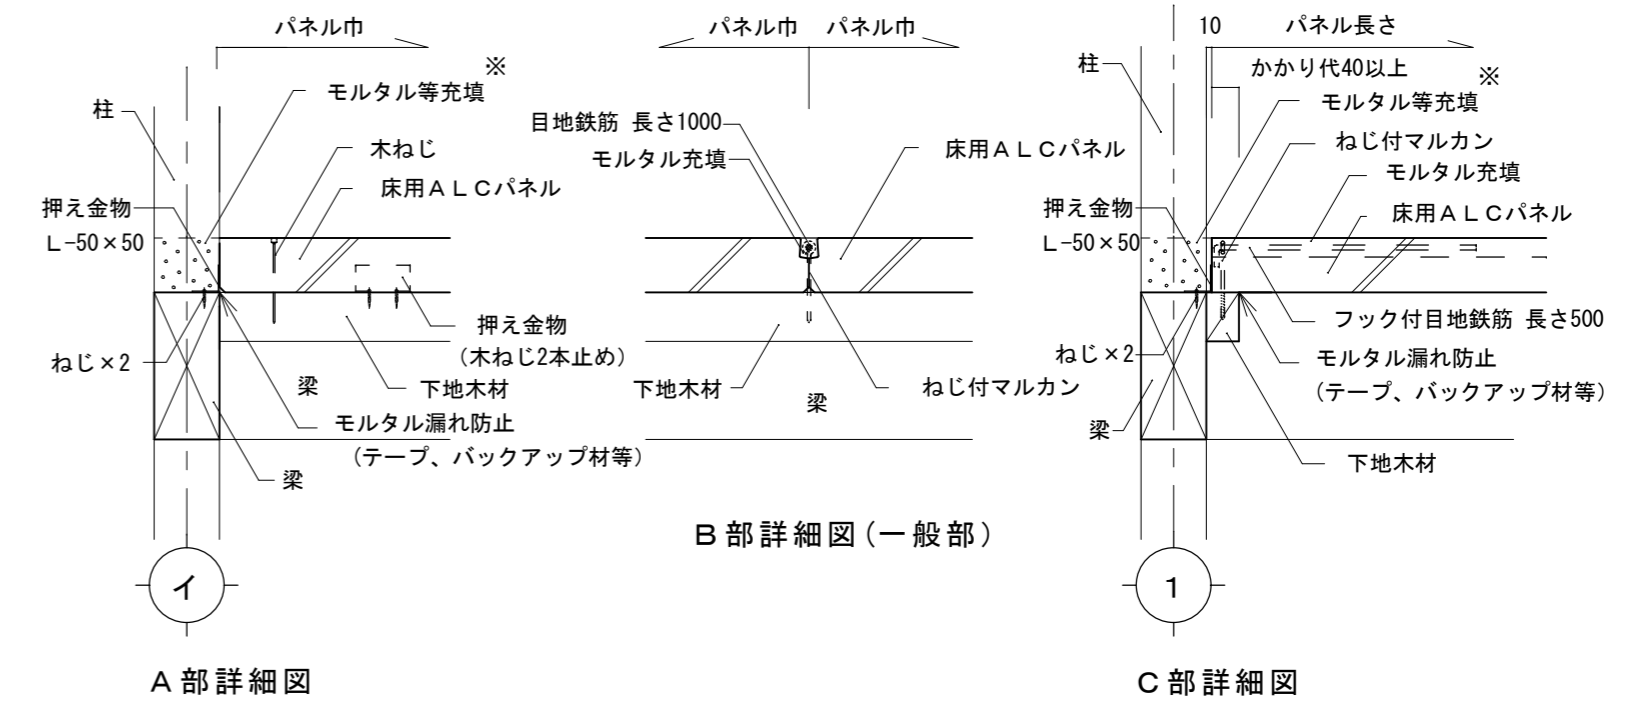 パネル巾
※
モルタル等充填
柱
木ねじ
床用ALCパネル
押え金物
L-50×50
押え金物
(木ねじ2本止め)
ねじ×2
梁
下地木材
モルタル漏れ防止
(テープ、バックアップ材等)
梁
イ
A部詳細図
パネル巾
パネル巾
目地鉄筋 長さ1000
モルタル充填
床用ALCパネル
下地木材
梁
ねじ付マルカン
B部詳細図(一般部)
10
パネル長さ
柱
かかり代40以上
※
モルタル等充填
ねじ付マルカン
モルタル充填
押え金物
L-50×50
床用ALCパネル
フック付目地鉄筋 長さ500
ねじ×2
モルタル漏れ防止
(テープ、バックアップ材等)
梁
下地木材
1
C部詳細図